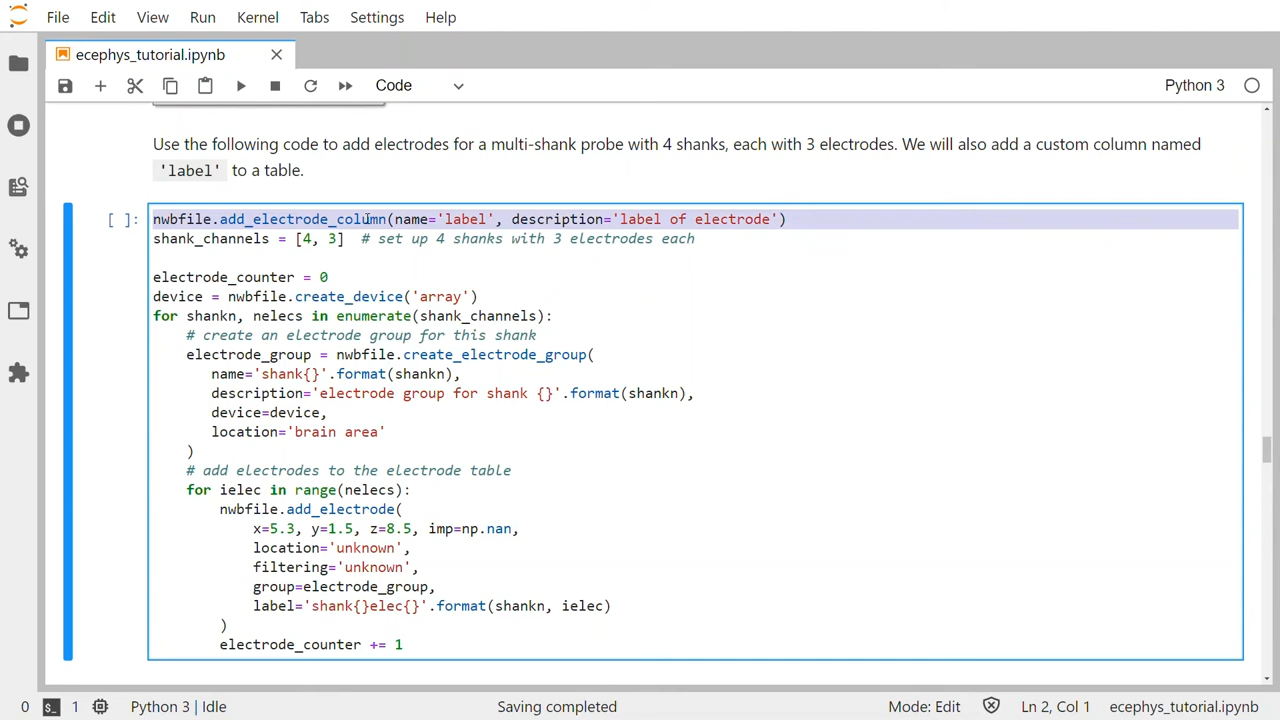 File Edit View Run Kernel Tabs Settings Help
ecephys_tutorial.ipynb
Code
Python 3
Use the following code to add electrodes for a multi-shank probe with 4 shanks, each with 3 electrodes. We will also add a custom column named
'label' to a table.
[ ]: nwbfile.add_electrode_column(name='label', description='label of electrode')
shank_channels = [4, 3]  # set up 4 shanks with 3 electrodes each
electrode_counter = 0
device = nwbfile.create_device('array')
for shankn, nelecs in enumerate(shank_channels):
    # create an electrode group for this shank
    electrode_group = nwbfile.create_electrode_group(
       name='shank{}'.format(shankn),
       description='electrode group for shank {}'.format(shankn),
       device=device,
       location='brain area'
    )
    # add electrodes to the electrode table
    for ielec in range(nelecs):
        nwbfile.add_electrode(
            x=5.3, y=1.5, z=8.5, imp=np.nan,
            location='unknown',
            filtering='unknown',
            group=electrode_group,
            label='shank{}elec{}'.format(shankn, ielec)
        )
        electrode_counter += 1
0 $_ 1 Python 3 | Idle Saving completed Mode: Edit Ln 2, Col 1 ecephys_tutorial.ipynb